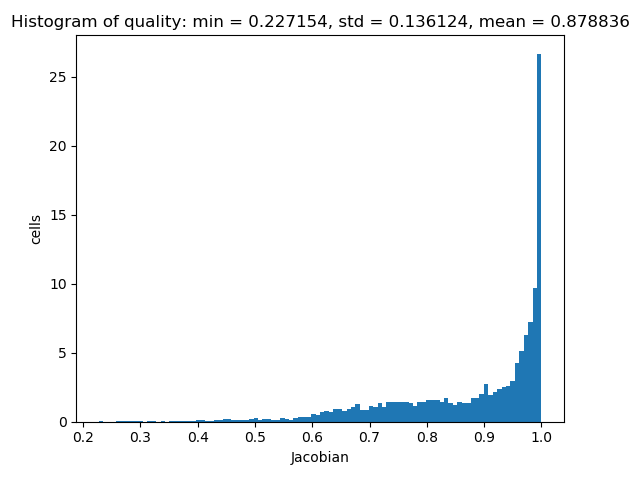 Histogram of quality: min = 0.227154, std = 0.136124, mean = 0.878836
25
20
15
10
5
0
cells
0.2 0.3 0.4 0.5 0.6 0.7 0.8 0.9 1.0
Jacobian